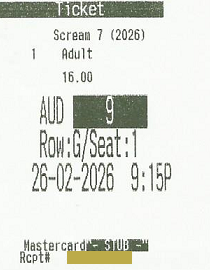 Ticket
Scream 7 (2026)
1 Adult
16.00
AUD 9
Row:G/Seat:1
26-02-2026 9:15P
Mastercard"- STUB -"
Rcpt#